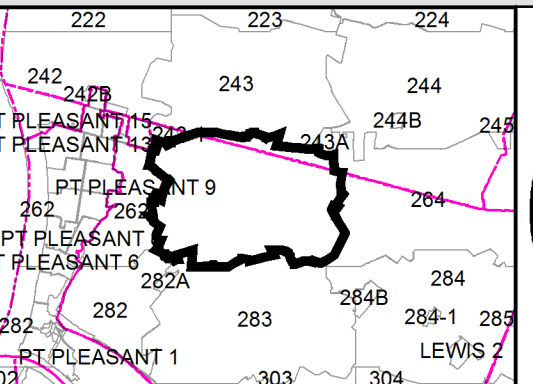 222 223 224
242 243 244
242B
T PLEASANT 15 244B 245
T PLEASANT 13 243A
PT PLEASANT 9
262 262 264
PT PLEASANT
T PLEASANT 6
282A 284
284B
282 283 284-1 285
282
PT PLEASANT 1 LEWIS 2
02 303 304